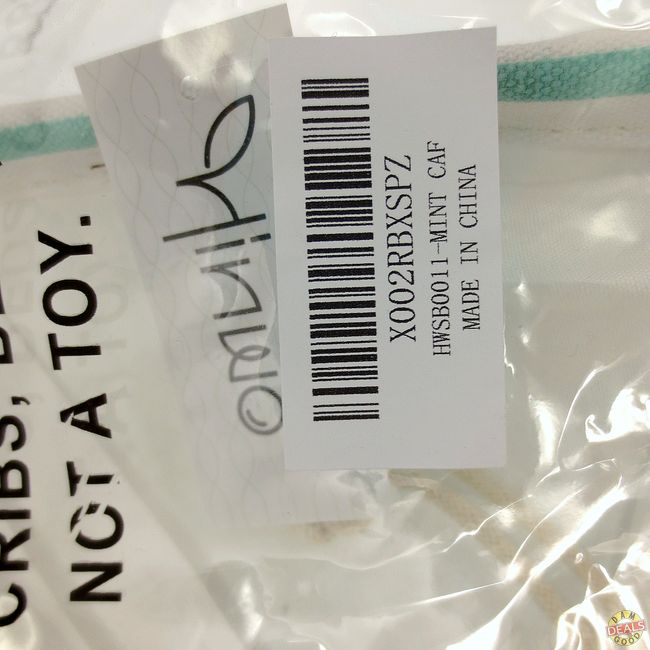 CRIBS,
NOT A TOY.
X002RBXSPZ
HWSB0011-MINT CAF
MADE IN CHINA
DAM
DEALS
GOOD